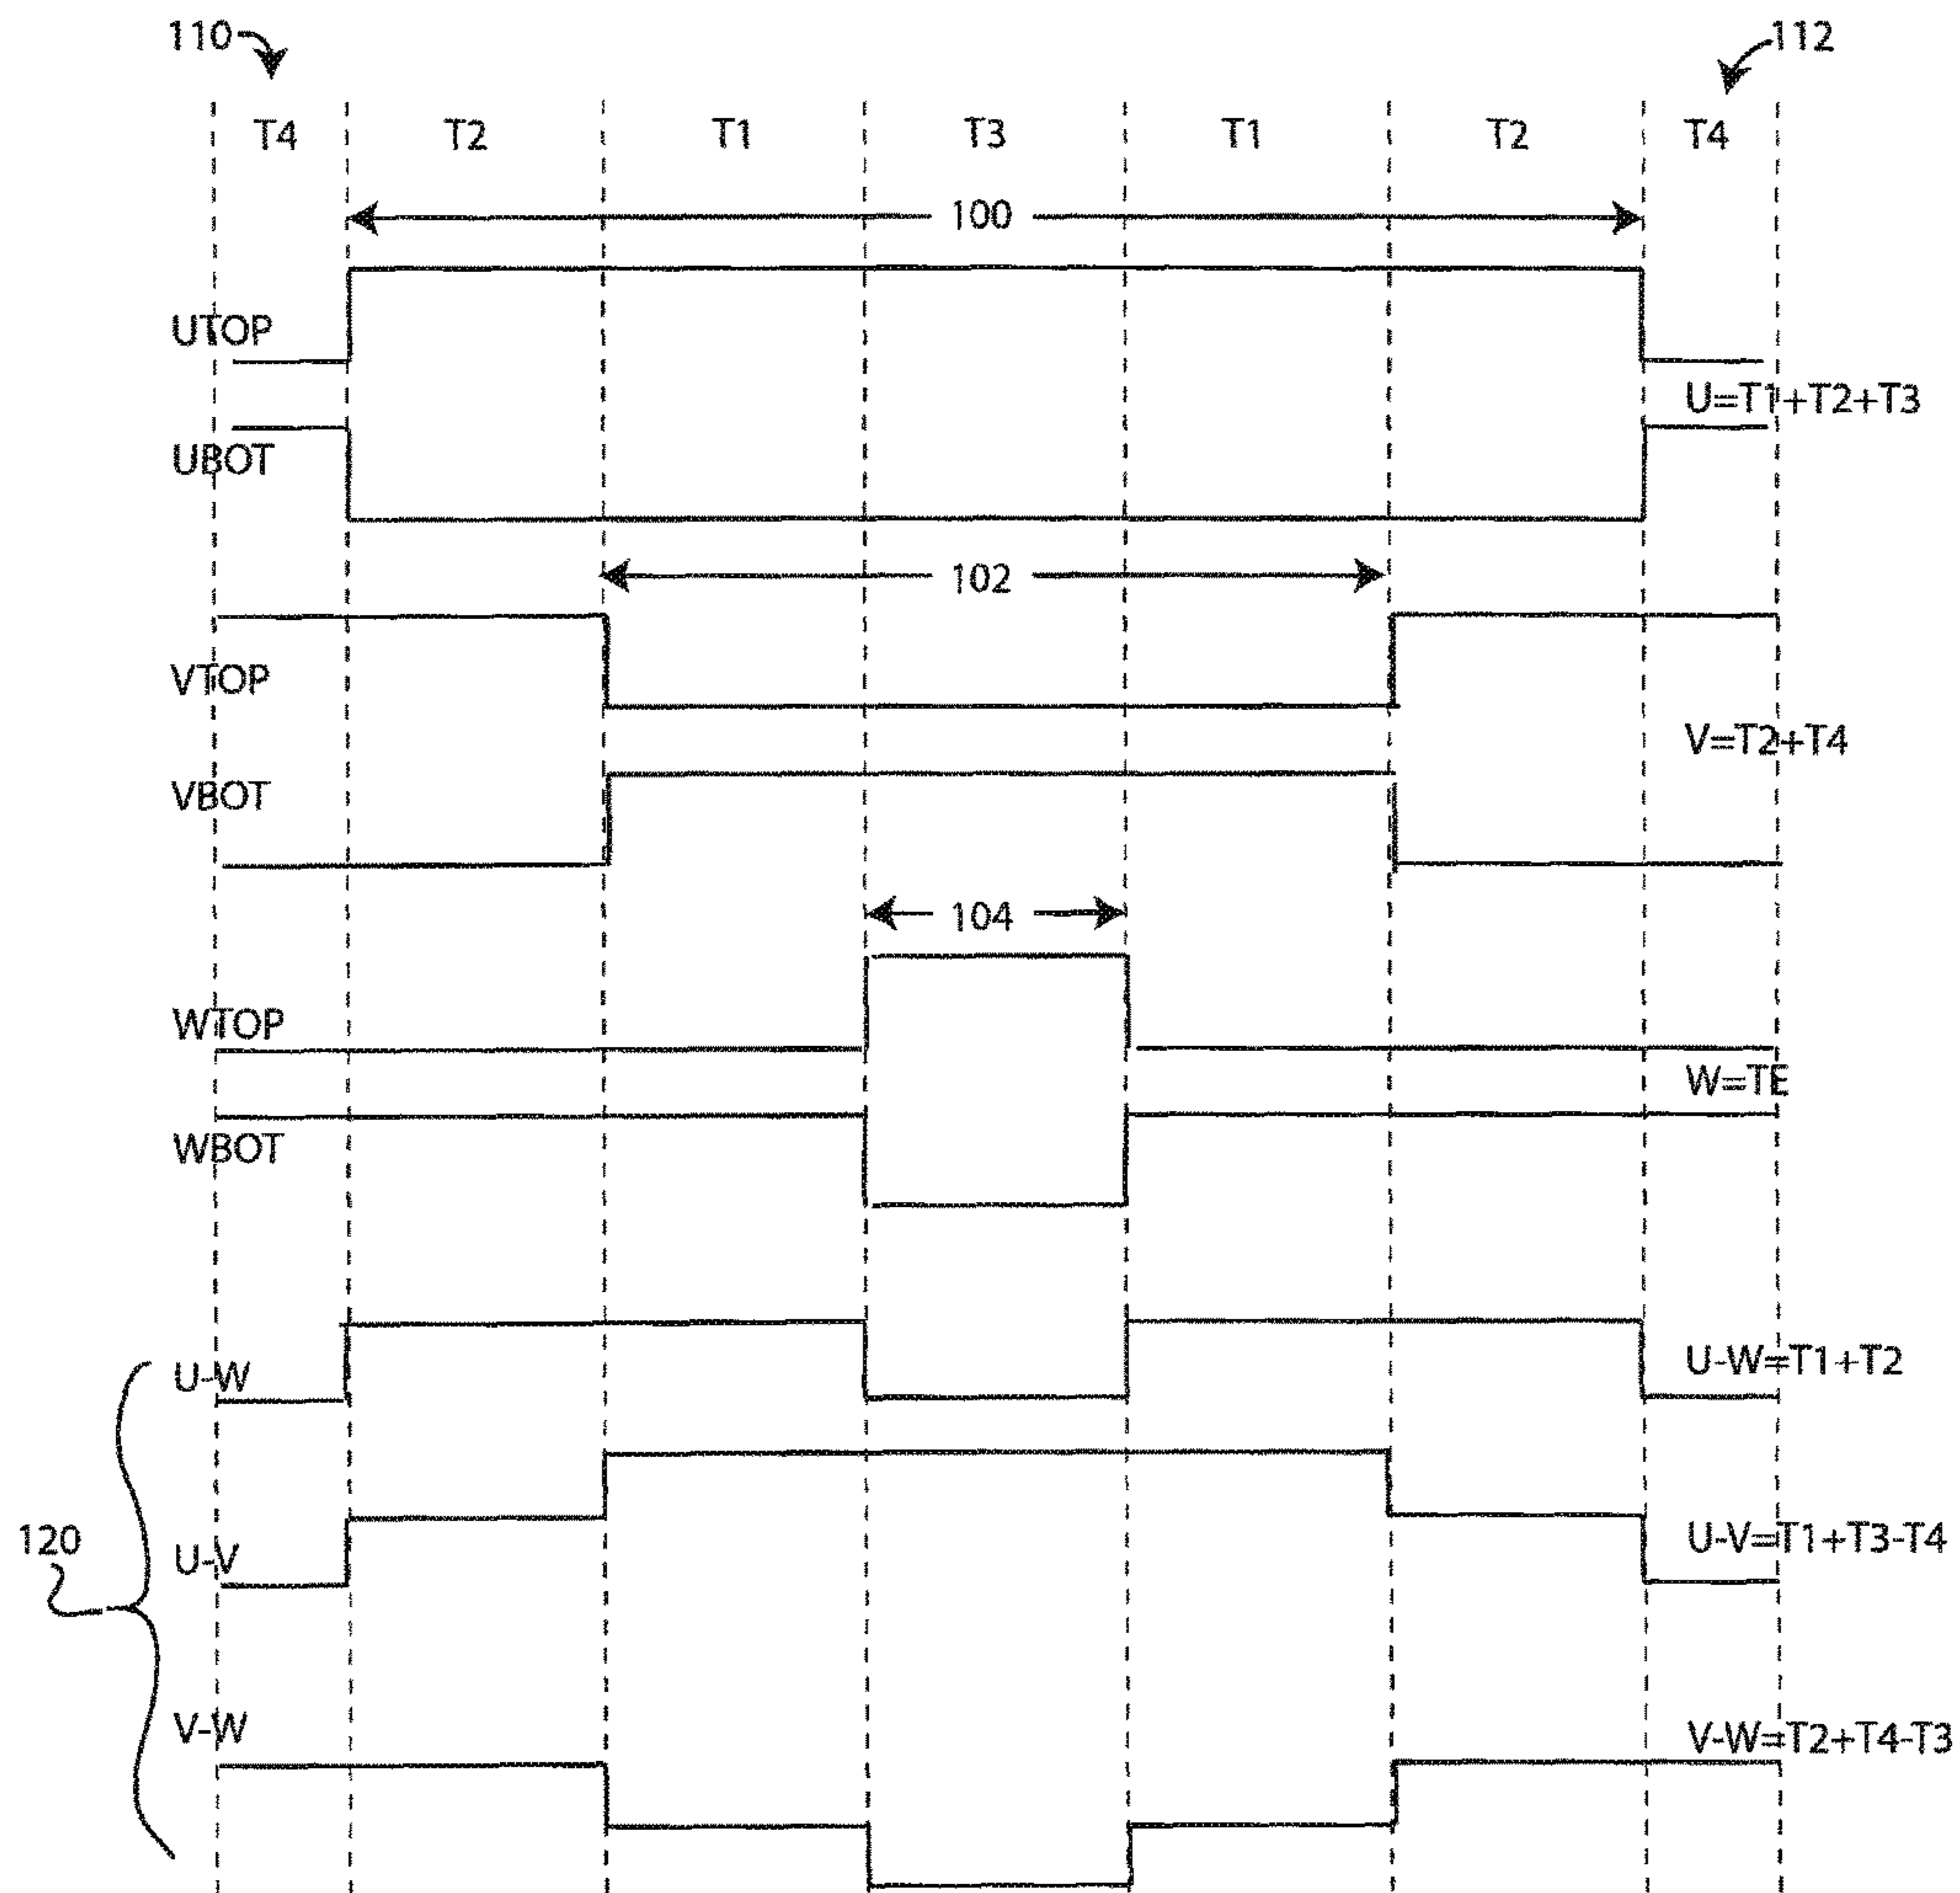 110 112
T4 T2 T1 T3 T1 T2 T4
100
UTOP
U=T1+T2+T3
UBOT
102
VTOP
V=T2+T4
VBOT
104
WTOP
W=TE
WBOT
U-W U-W=T1+T2
120
U-V U-V=T1+T3-T4
V-W V-W=T2+T4-T3